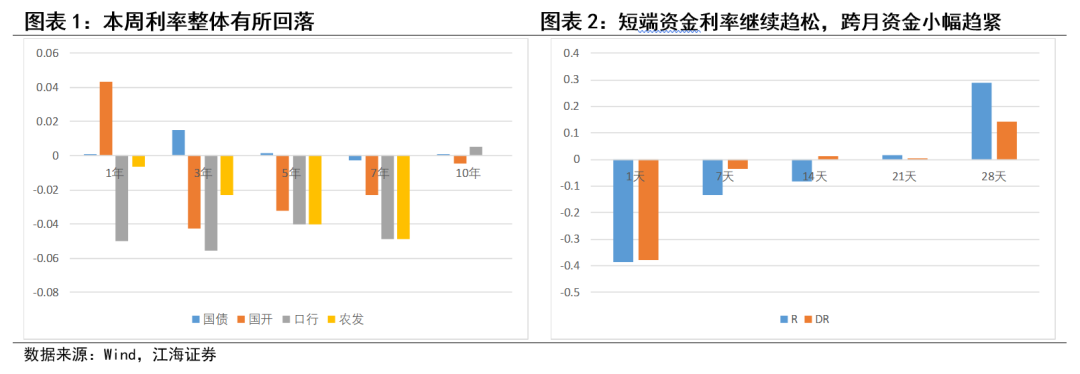 图表 1：本周利率整体有所回落
0.06
0.04
0.02
0
-0.02
-0.04
-0.06
-0.08
1年
3年
5年
7年
10年
国债
国开
口行
农发
图表 2：短端资金利率继续趋松，跨月资金小幅趋紧
0.4
0.3
0.2
0.1
0
-0.1
-0.2
-0.3
-0.4
-0.5
1天
7天
14天
21天
28天
R
DR
数据来源：Wind，江海证券